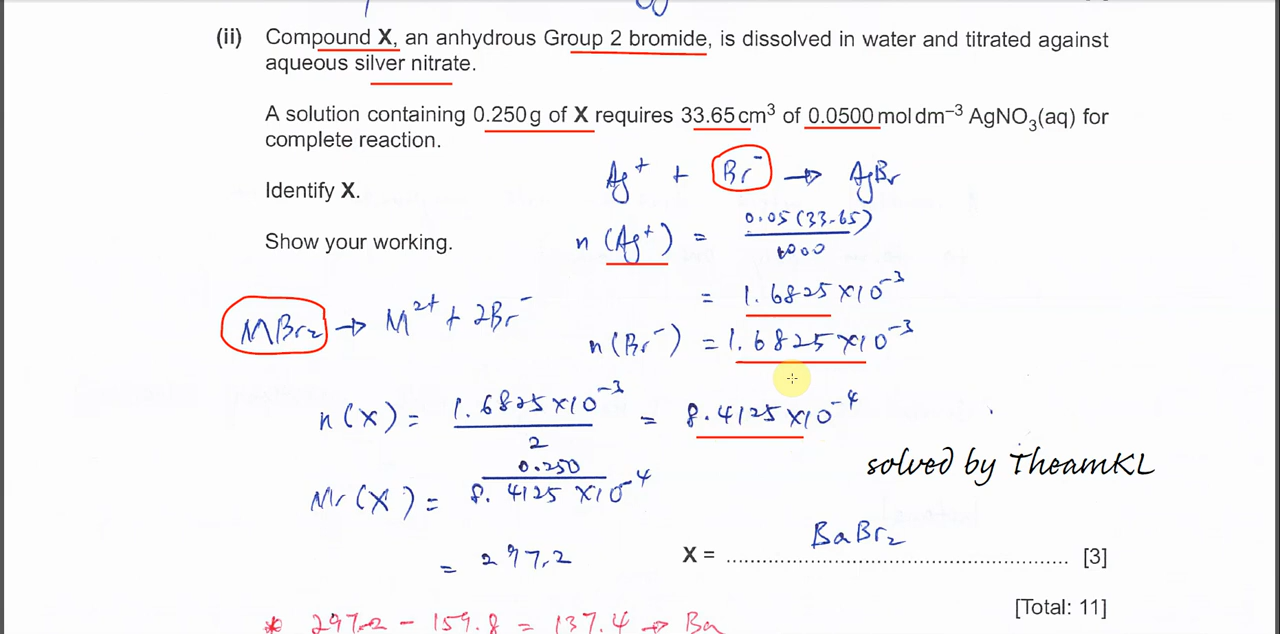 (ii) Compound X, an anhydrous Group 2 bromide, is dissolved in water and titrated against
aqueous silver nitrate.
A solution containing 0.250 g of X requires 33.65 cm³ of 0.0500 mol dm⁻³ AgNO₃(aq) for
complete reaction.
Ag⁺ + Br⁻ → AgBr
Identify X.
n (Ag⁺) = 0.05(33.65) / 1000
Show your working.
= 1.6825 × 10⁻³
MBr₂ → M²⁺ + 2Br⁻
n (Br⁻) = 1.6825 × 10⁻³
n(X) = 1.6825 × 10⁻³ / 2 = 8.4125 × 10⁻⁴
solved by TheamKL
Mr (X) = 0.250 / 8.4125 × 10⁻⁴
= 297.2
X = BaBr₂ [3]
[Total: 11]
* 297.2 - 159.8 = 137.4 → Ba